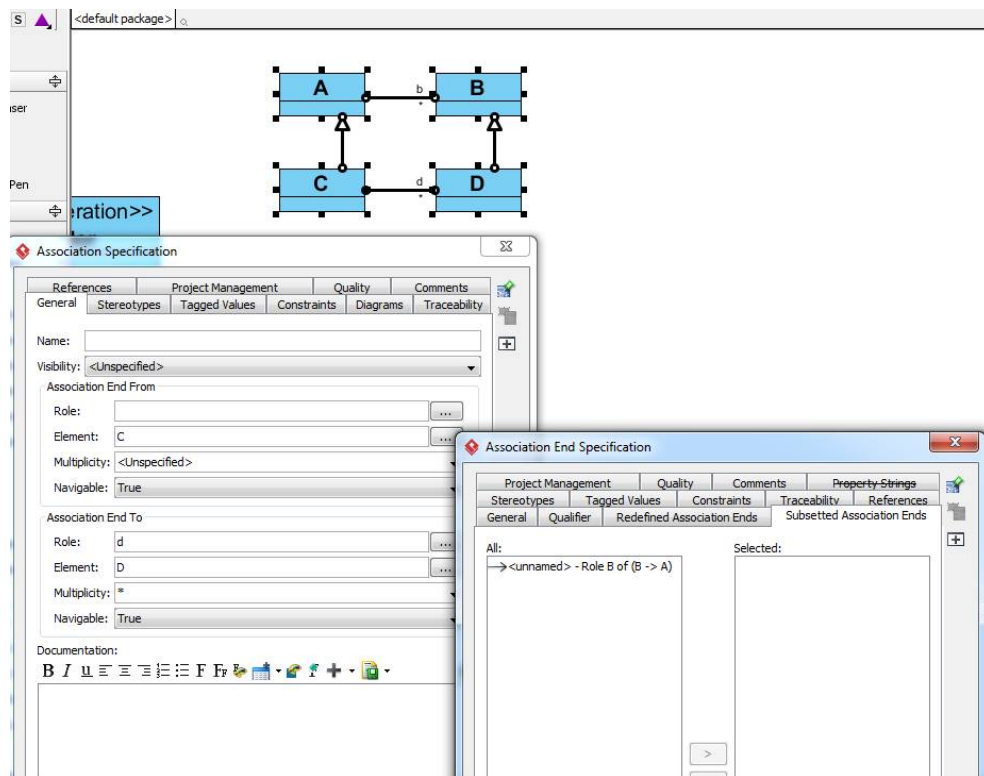 S <default package>
A b B
*
C d D
*
ser
Pen
eration>>
Association Specification
References Project Management Quality Comments
General Stereotypes Tagged Values Constraints Diagrams Traceability
Name:
Visibility: <Unspecified>
Association End From
Role: ...
Element: C ...
Multiplicity: <Unspecified>
Navigable: True
Association End To
Role: d ...
Element: D ...
Multiplicity: *
Navigable: True
Documentation:
B I u F
Association End Specification
Project Management Quality Comments Property Strings
Stereotypes Tagged Values Constraints Traceability References
General Qualifier Redefined Association Ends Subsetted Association Ends
All: Selected:
<unnamed> - Role B of (B -> A)
>